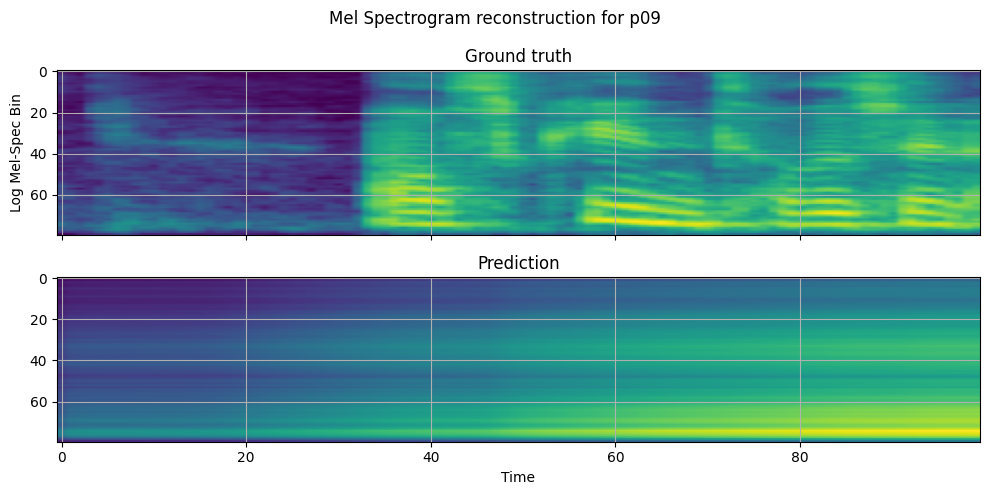 Mel Spectrogram reconstruction for p09
Ground truth
0
20
40
60
Log Mel-Spec Bin
Prediction
0
20
40
60
0 20 40 60 80
Time